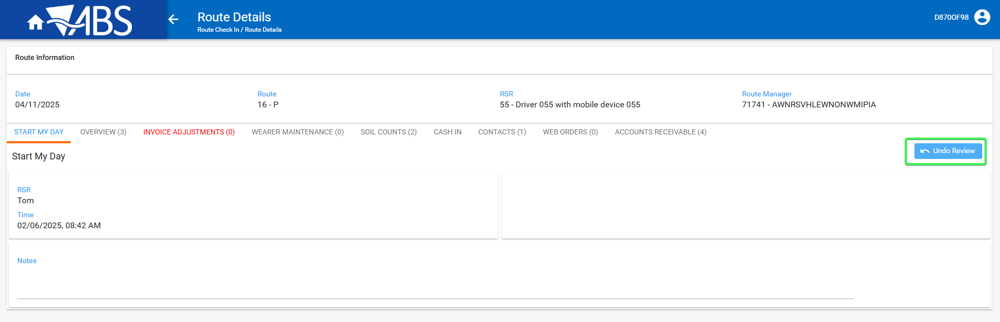 ABS
Route Details
Route Check In / Route Details
D870OF98
Route Information
Date
04/11/2025
Route
16 - P
RSR
55 - Driver 055 with mobile device 055
Route Manager
71741 - AWNRSVHLEWNONWMIPIA
START MY DAY OVERVIEW (3) INVOICE ADJUSTMENTS (0) WEARER MAINTENANCE (0) SOIL COUNTS (2) CASH IN CONTACTS (1) WEB ORDERS (0) ACCOUNTS RECEIVABLE (4)
Undo Review
Start My Day
RSR
Tom
Time
02/06/2025, 08:42 AM
Notes